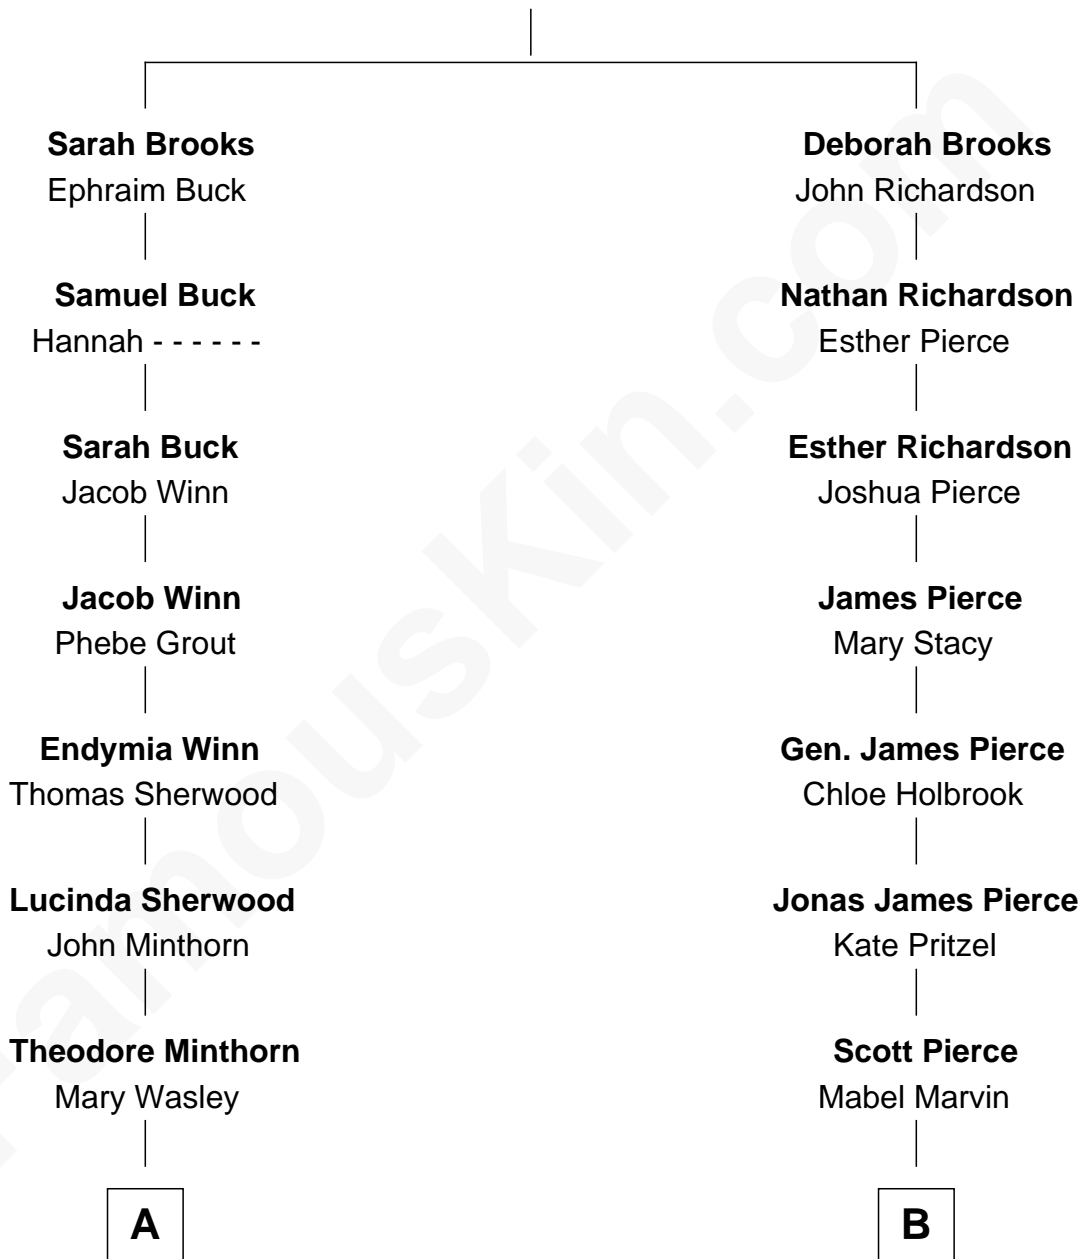 Sarah Brooks
Ephraim Buck
Samuel Buck
Hannah - - - - - -
Sarah Buck
Jacob Winn
Jacob Winn
Phebe Grout
Endymia Winn
Thomas Sherwood
Lucinda Sherwood
John Minthorn
Theodore Minthorn
Mary Wasley
A
Deborah Brooks
John Richardson
Nathan Richardson
Esther Pierce
Esther Richardson
Joshua Pierce
James Pierce
Mary Stacy
Gen. James Pierce
Chloe Holbrook
Jonas James Pierce
Kate Pritzel
Scott Pierce
Mabel Marvin
B
FamousKin.com